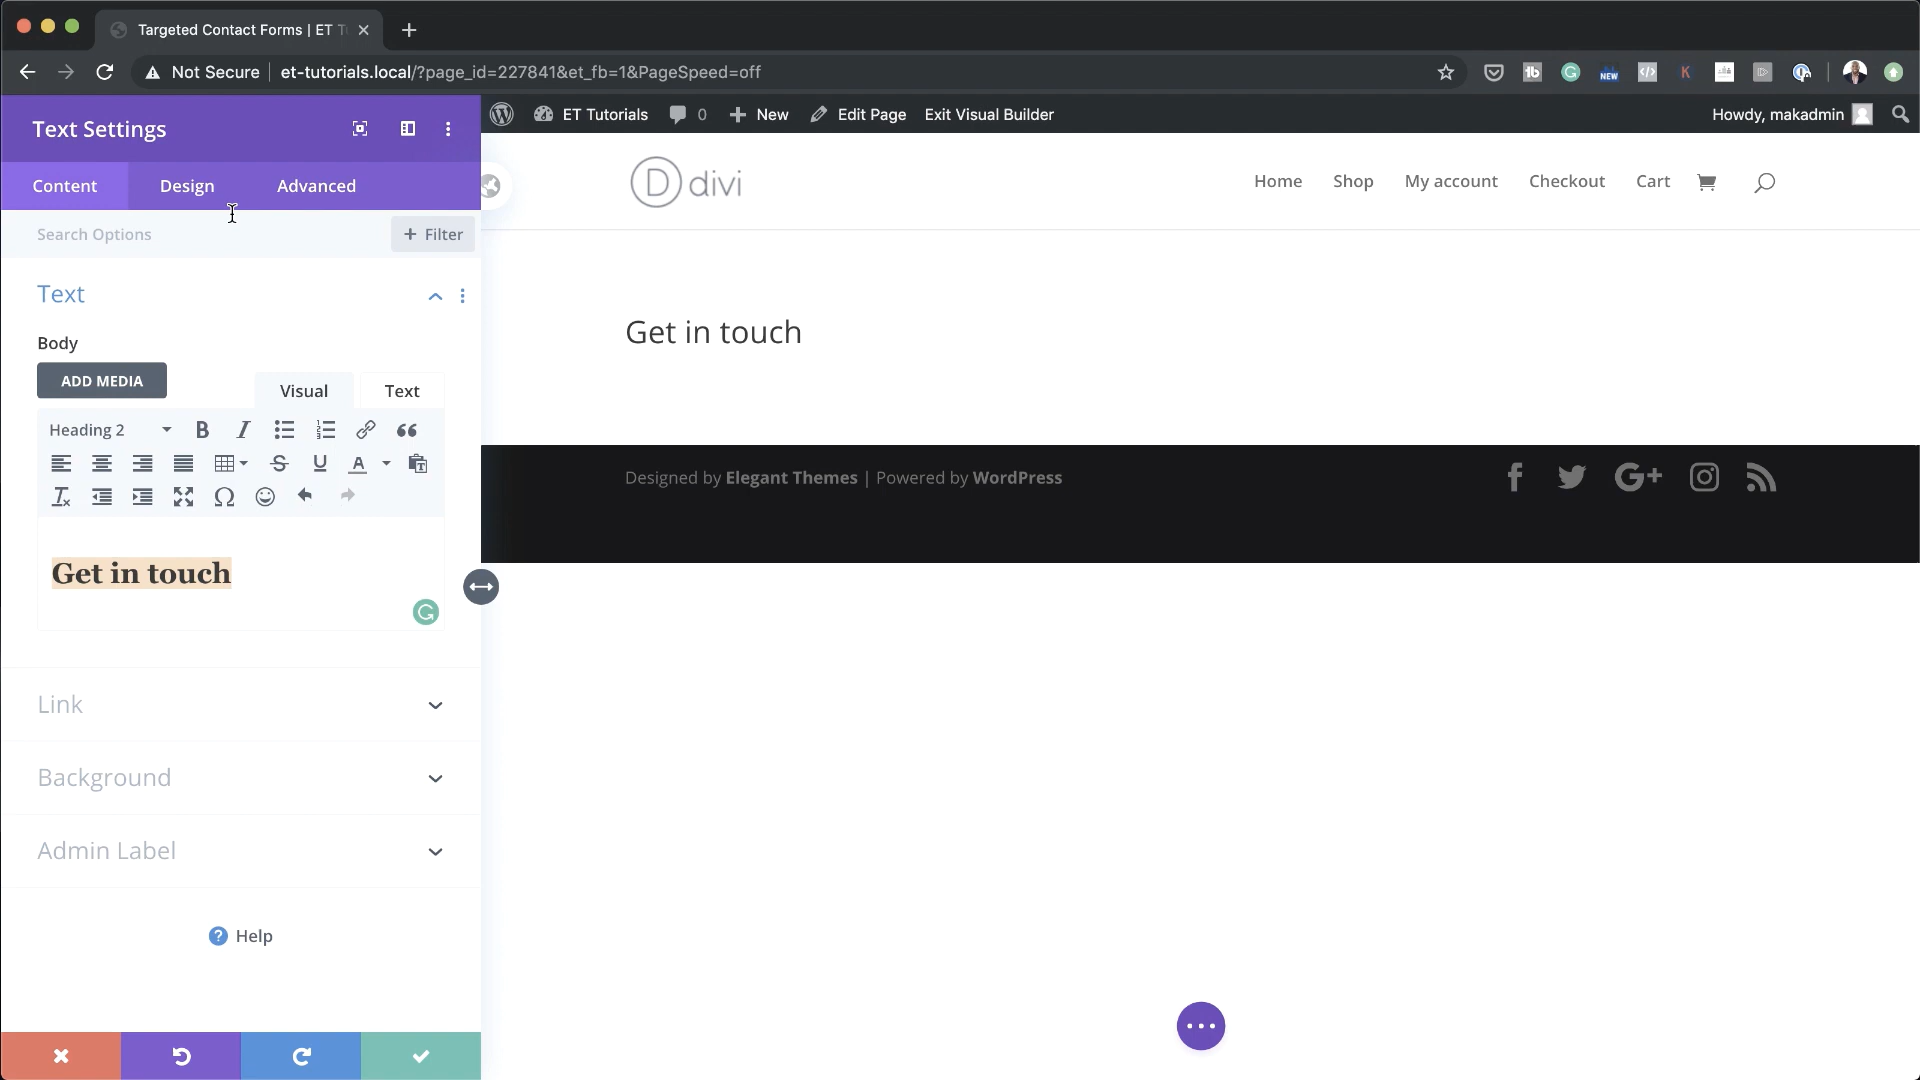 Targeted Contact Forms | ET T
Not Secure
et-tutorials.local/?page_id=227841&et_fb=1&PageSpeed=off
NEW
K
Text Settings
ET Tutorials
0
New
Edit Page
Exit Visual Builder
Howdy, makadmin
Content
Design
Advanced
D divi
Home
Shop
My account
Checkout
Cart
Search Options
+ Filter
Text
Get in touch
Body
ADD MEDIA
Visual
Text
Heading 2
B
I
Designed by Elegant Themes | Powered by WordPress
Get in touch
Link
Background
Admin Label
? Help